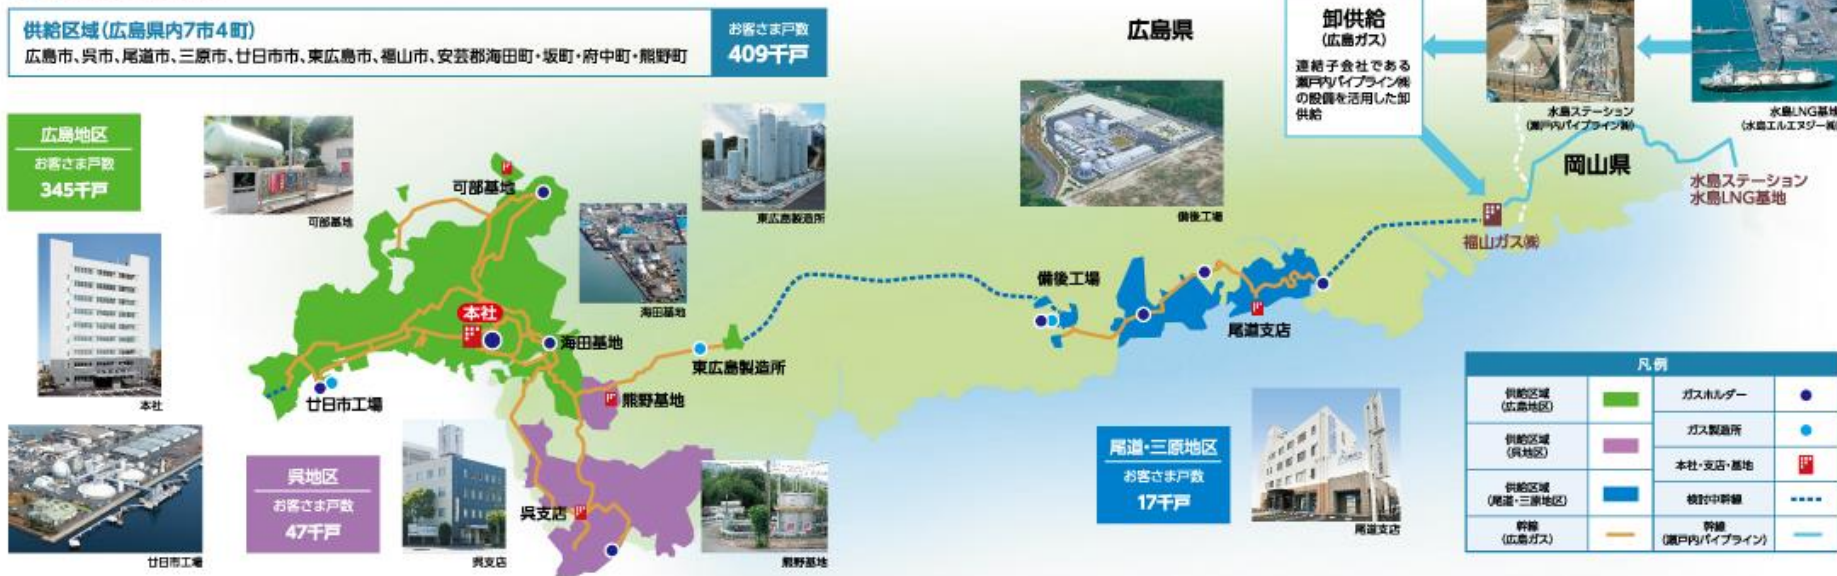 供給区域(広島県内7市4町)
広島市、呉市、尾道市、三原市、廿日市市、東広島市、福山市、安芸郡海田町・坂町・府中町・熊野町
お客さま戸数
409千戸
広島県
卸供給
(広島ガス)
連結子会社である
瀬戸内パイプライン㈱
の設備を活用した卸
供給
水島ステーション
(瀬戸内パイプライン㈱)
水島LNG基地
(水島エルエヌジー㈱
岡山県
水島ステーション
水島LNG基地
福山ガス㈱
広島地区
お客さま戸数
345千戸
可部基地
可部基地
東広島製造所
海田基地
備後工場
備後工場
本社
本社
海田基地
東広島製造所
尾道支店
廿日市工場
熊野基地
廿日市工場
呉地区
お客さま戸数
47千戸
呉支店
呉支店
熊野基地
尾道・三原地区
お客さま戸数
17千戸
尾道支店
凡例
供給区域
(広島地区)
ガスホルダー
供給区域
(呉地区)
ガス製造所
本社・支店・基地
供給区域
(尾道・三原地区)
検討中幹線
幹線
(広島ガス)
幹線
(瀬戸内パイプライン)